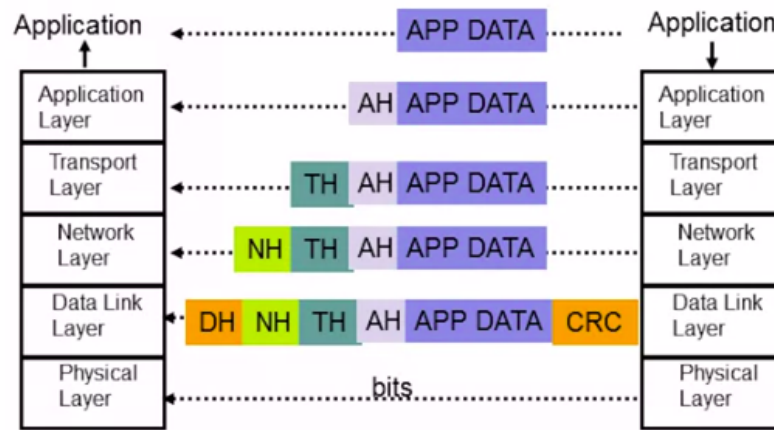 Application APP DATA Application
Application Layer AH APP DATA Application Layer
Transport Layer TH AH APP DATA Transport Layer
Network Layer NH TH AH APP DATA Network Layer
Data Link Layer DH NH TH AH APP DATA CRC Data Link Layer
Physical Layer bits Physical Layer